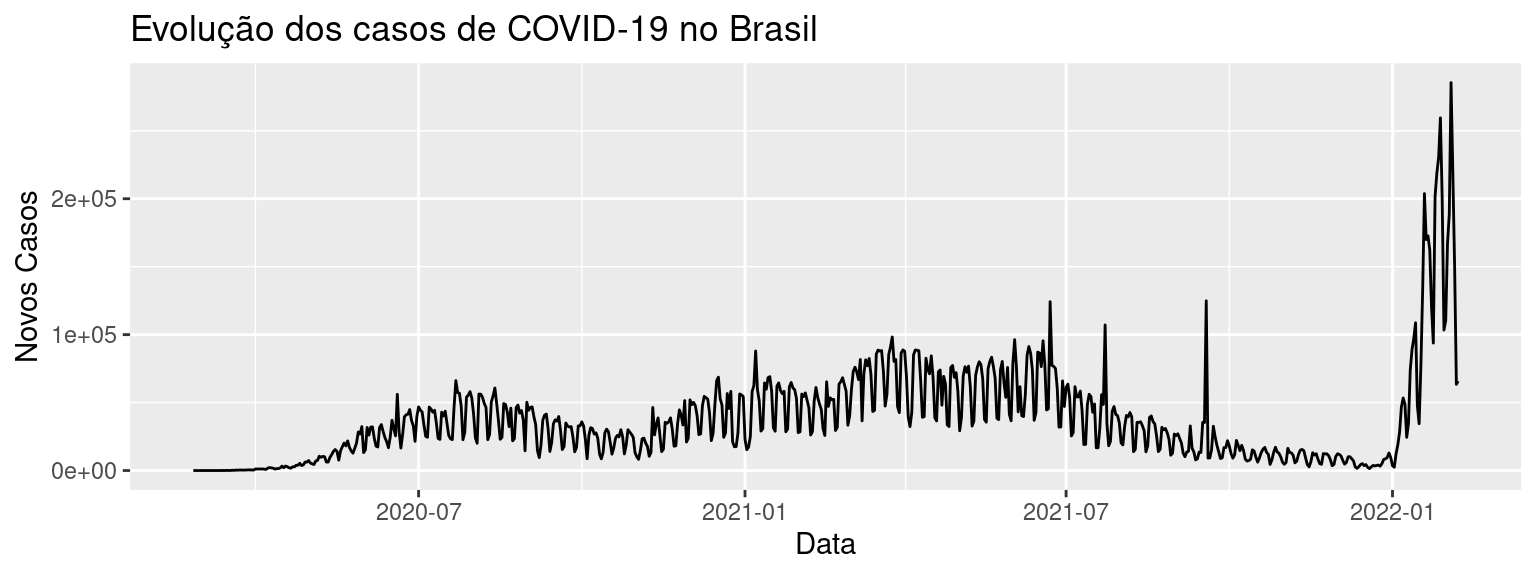 Evolução dos casos de COVID-19 no Brasil
Novos Casos
2e+05
1e+05
0e+00
2020-07
2021-01
2021-07
2022-01
Data